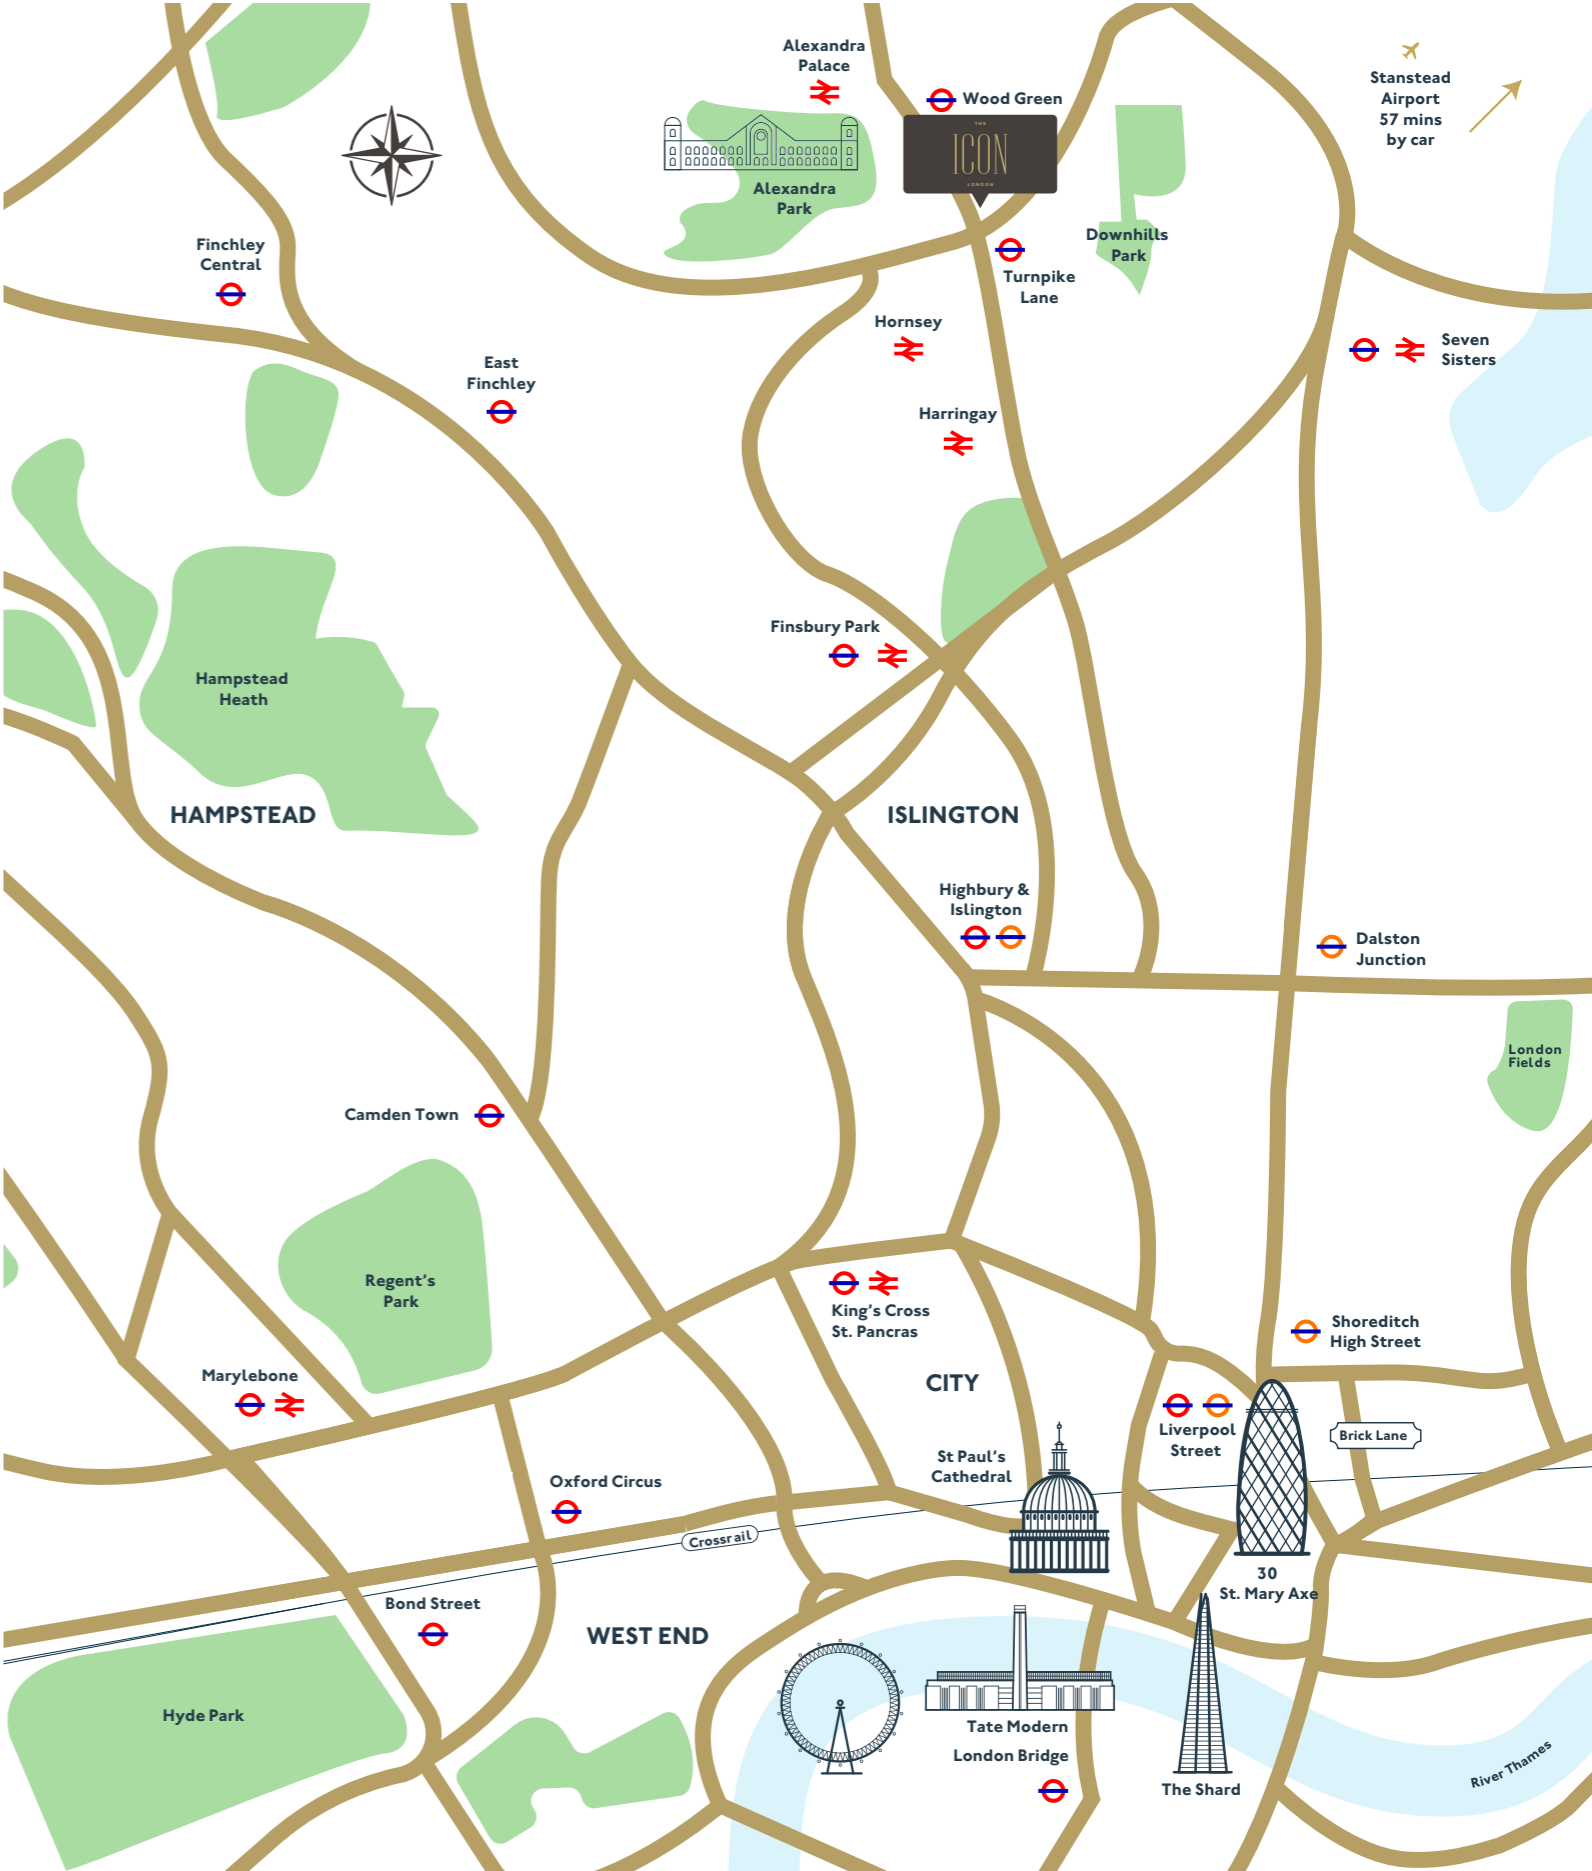 Alexandra
Palace
Wood Green
Stanstead
Airport
57 mins
by car
THE
ICON
LONDON
Alexandra
Park
Downhills
Park
Finchley
Central
Turnpike
Lane
Hornsey
Seven
Sisters
East
Finchley
Harringay
Finsbury Park
Hampstead
Heath
HAMPSTEAD
ISLINGTON
Highbury &
Islington
Dalston
Junction
London
Fields
Camden Town
Regent's
Park
King's Cross
St. Pancras
Shoreditch
High Street
Marylebone
CITY
Liverpool
Street
Brick Lane
St Paul's
Cathedral
Oxford Circus
Crossrail
30
St. Mary Axe
Bond Street
WEST END
Hyde Park
Tate Modern
London Bridge
The Shard
River Thames